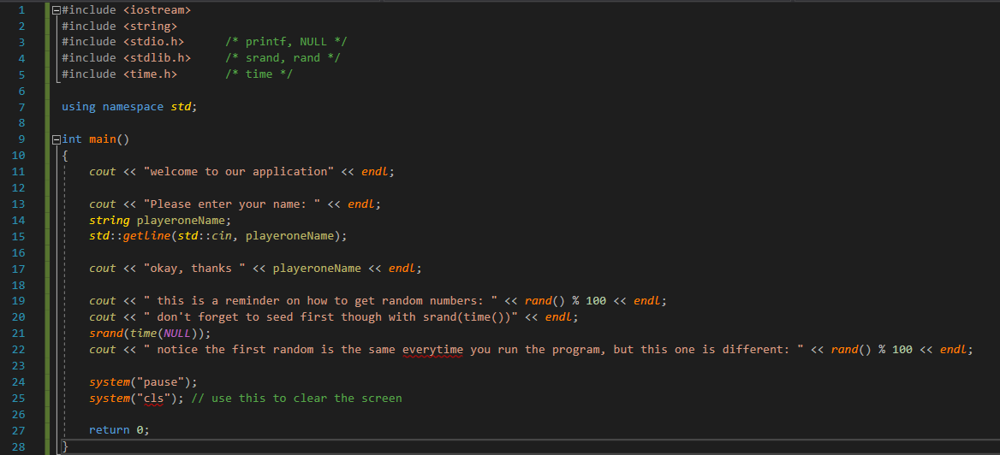 1 #include <iostream>
2 #include <string>
3 #include <stdio.h> /* printf, NULL */
4 #include <stdlib.h> /* srand, rand */
5 #include <time.h> /* time */
6
7 using namespace std;
8
9 int main()
10 {
11 cout << "welcome to our application" << endl;
12
13 cout << "Please enter your name: " << endl;
14 string playeroneName;
15 std::getline(std::cin, playeroneName);
16
17 cout << "okay, thanks " << playeroneName << endl;
18
19 cout << " this is a reminder on how to get random numbers: " << rand() % 100 << endl;
20 cout << " don't forget to seed first though with srand(time())" << endl;
21 srand(time(NULL));
22 cout << " notice the first random is the same everytime you run the program, but this one is different: " << rand() % 100 << endl;
23
24 system("pause");
25 system("cls"); // use this to clear the screen
26
27 return 0;
28 }